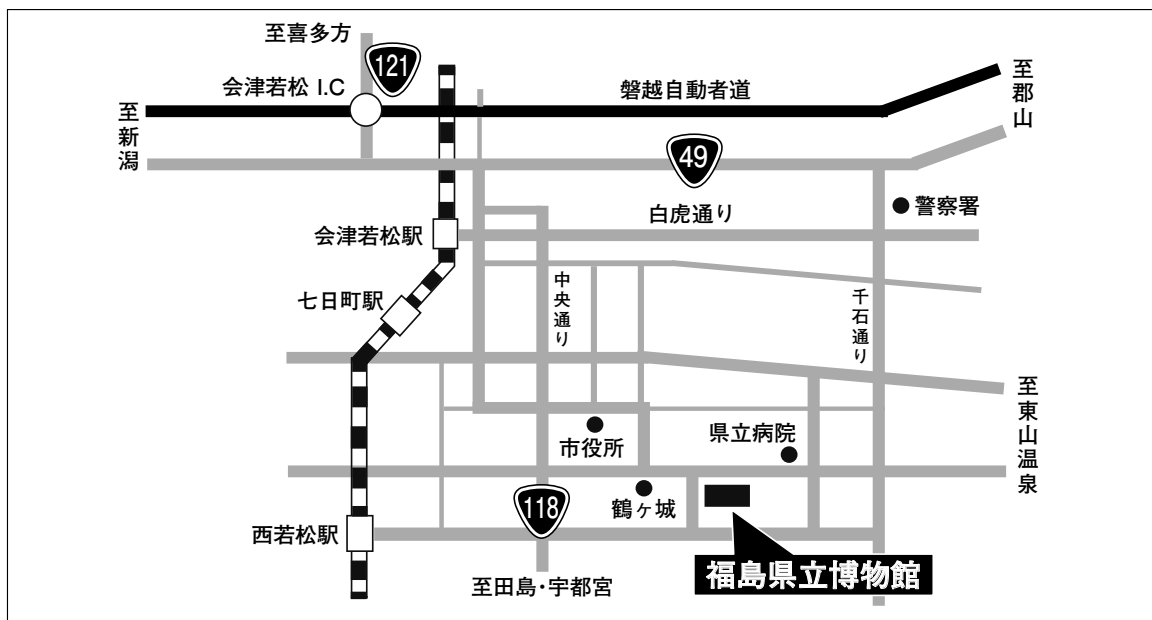 至喜多方
121
会津若松 I.C
磐越自動者道
至郡山
至新潟
49
警察署
白虎通り
会津若松駅
七日町駅
中央通り
千石通り
至東山温泉
市役所
県立病院
118
鶴ヶ城
西若松駅
福島県立博物館
至田島・宇都宮